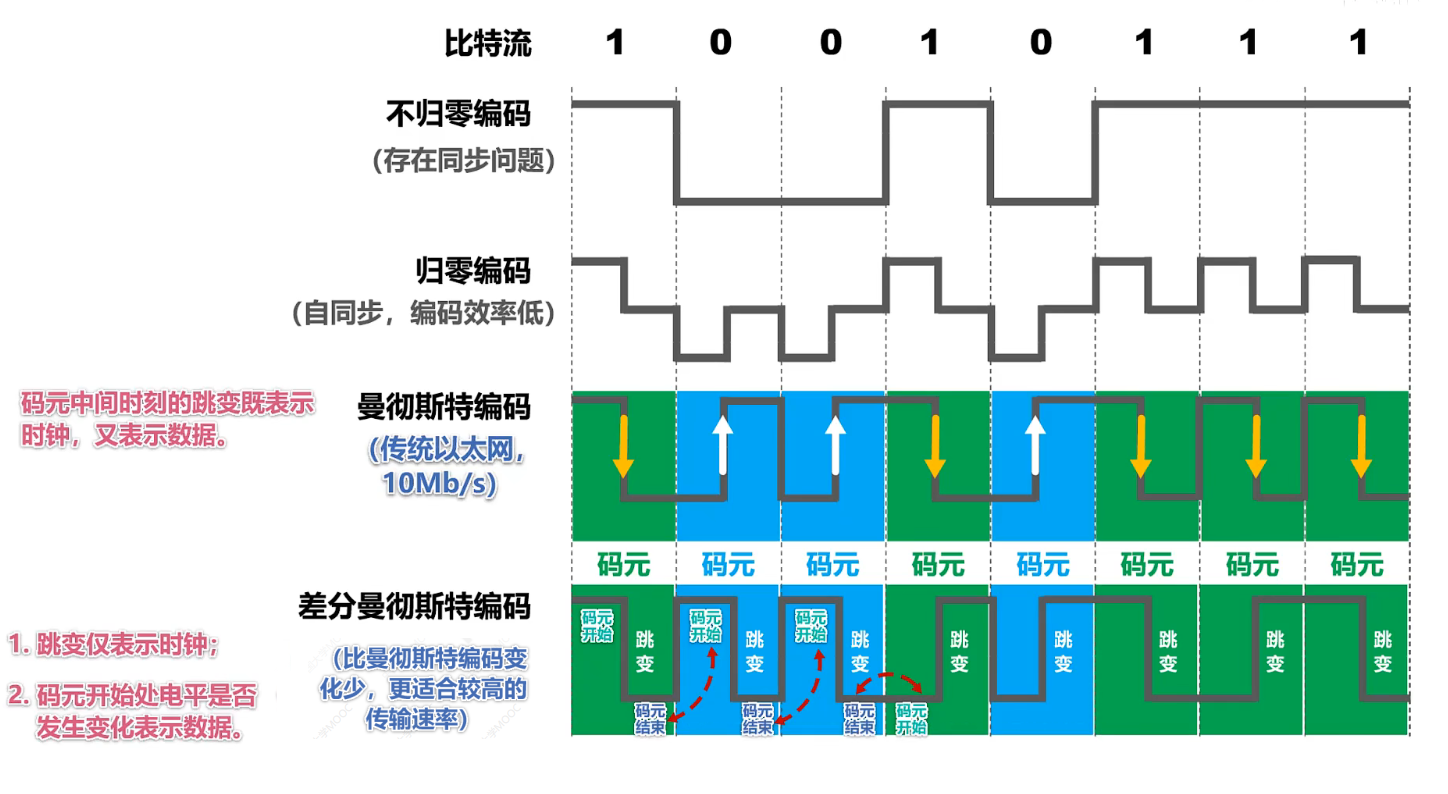 比特流 1 0 0 1 0 1 1 1
不归零编码
（存在同步问题）
归零编码
（自同步，编码效率低）
码元中间时刻的跳变既表示
时钟，又表示数据。
曼彻斯特编码
（传统以太网，
10Mb/s）
码元 码元 码元 码元 码元 码元 码元 码元
差分曼彻斯特编码
（比曼彻斯特编码变
化少，更适合较高的
传输速率）
1. 跳变仅表示时钟；
2. 码元开始处电平是否
发生变化表示数据。
码元
开始
跳
变
码元
结束
码元
开始
跳
变
码元
结束
码元
开始
跳
变
码元
结束
码元
开始
跳
变
跳
变
跳
变
跳
变
跳
变